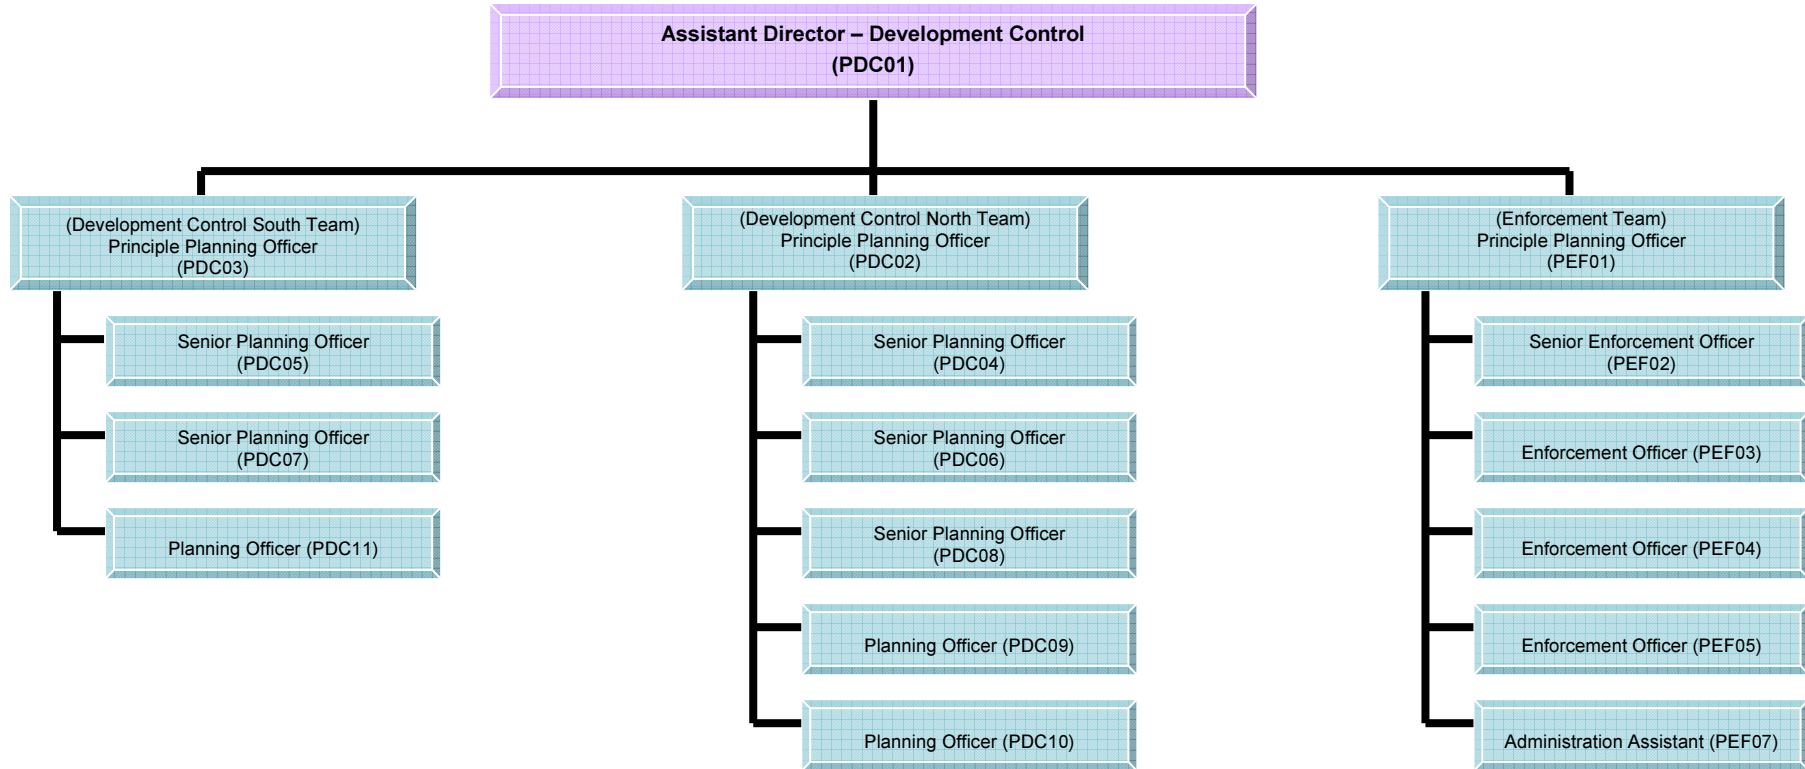 Assistant Director – Development Control
(PDC01)
(Development Control South Team)
Principle Planning Officer
(PDC03)
Senior Planning Officer
(PDC05)
Senior Planning Officer
(PDC07)
Planning Officer (PDC11)
(Development Control North Team)
Principle Planning Officer
(PDC02)
Senior Planning Officer
(PDC04)
Senior Planning Officer
(PDC06)
Senior Planning Officer
(PDC08)
Planning Officer (PDC09)
Planning Officer (PDC10)
(Enforcement Team)
Principle Planning Officer
(PEF01)
Senior Enforcement Officer
(PEF02)
Enforcement Officer (PEF03)
Enforcement Officer (PEF04)
Enforcement Officer (PEF05)
Administration Assistant (PEF07)